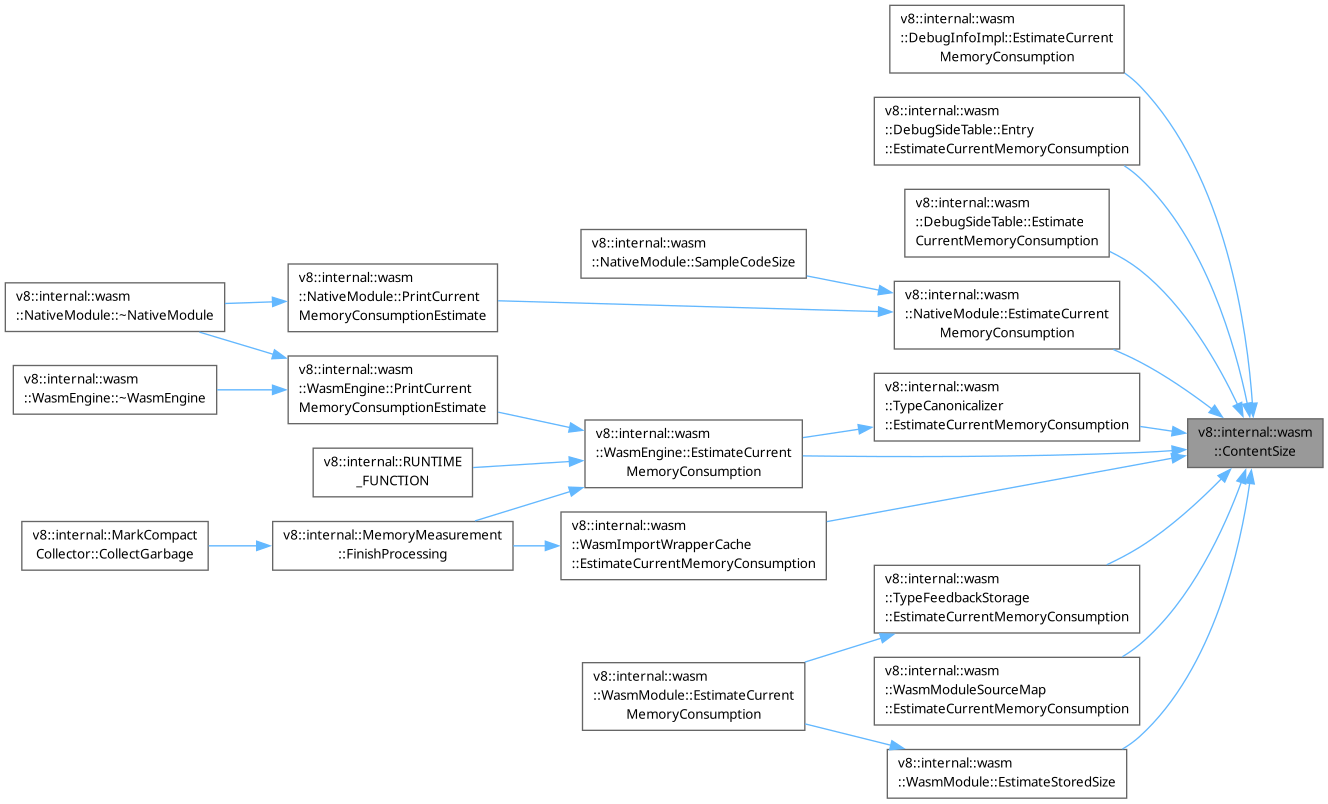 v8::internal::wasm
::DebugInfoImpl::EstimateCurrent
MemoryConsumption
v8::internal::wasm
::DebugSideTable::Entry
::EstimateCurrentMemoryConsumption
v8::internal::wasm
::DebugSideTable::Estimate
CurrentMemoryConsumption
v8::internal::wasm
::NativeModule::SampleCodeSize
v8::internal::wasm
::NativeModule::EstimateCurrent
MemoryConsumption
v8::internal::wasm
::NativeModule::PrintCurrent
MemoryConsumptionEstimate
v8::internal::wasm
::NativeModule::~NativeModule
v8::internal::wasm
::WasmEngine::PrintCurrent
MemoryConsumptionEstimate
v8::internal::wasm
::WasmEngine::~WasmEngine
v8::internal::wasm
::TypeCanonicalizer
::EstimateCurrentMemoryConsumption
v8::internal::wasm
::ContentSize
v8::internal::wasm
::WasmEngine::EstimateCurrent
MemoryConsumption
v8::internal::RUNTIME
_FUNCTION
v8::internal::MarkCompact
Collector::CollectGarbage
v8::internal::MemoryMeasurement
::FinishProcessing
v8::internal::wasm
::WasmImportWrapperCache
::EstimateCurrentMemoryConsumption
v8::internal::wasm
::TypeFeedbackStorage
::EstimateCurrentMemoryConsumption
v8::internal::wasm
::WasmModule::EstimateCurrent
MemoryConsumption
v8::internal::wasm
::WasmModuleSourceMap
::EstimateCurrentMemoryConsumption
v8::internal::wasm
::WasmModule::EstimateStoredSize